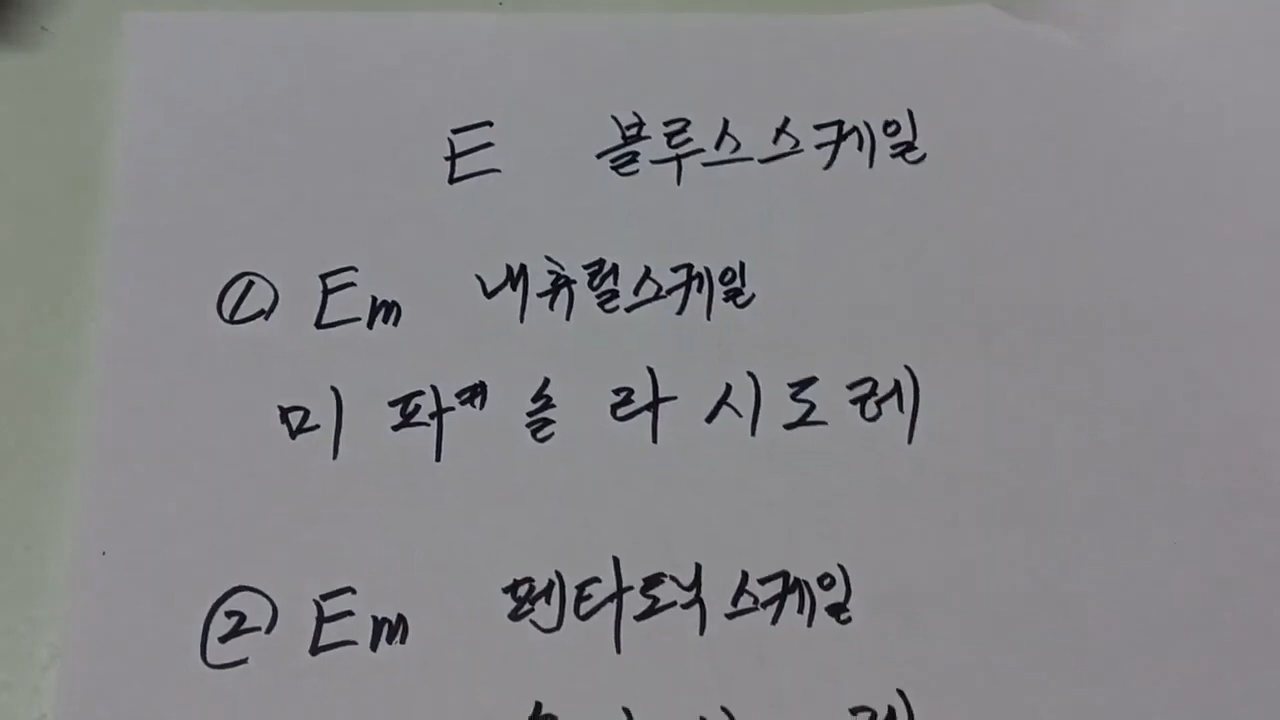 E 블루스스케일
① Em 내츄럴스케일
미 파# 솔 라 시 도 레
② Em 펜타토닉 스케일